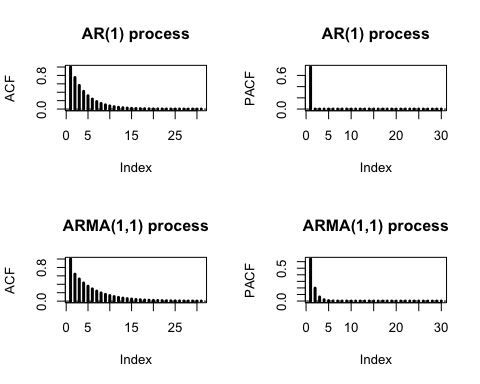 AR(1) process
ACF
0.0 0.8
0 5 15 25
Index
AR(1) process
PACF
0.0 0.6
0 5 10 20 30
Index
ARMA(1,1) process
ACF
0.0 0.8
0 5 15 25
Index
ARMA(1,1) process
PACF
0.0 0.5
0 5 10 20 30
Index